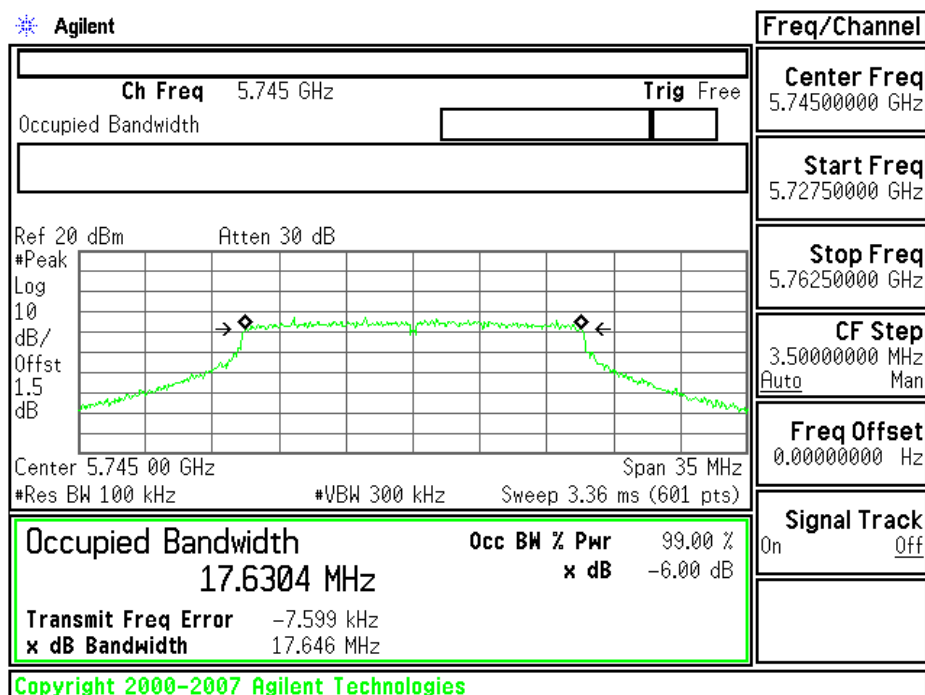 Agilent
Freq/Channel
Ch Freq 5.745 GHz Trig Free
Occupied Bandwidth
Center Freq
5.74500000 GHz
Start Freq
5.72750000 GHz
Stop Freq
5.76250000 GHz
CF Step
3.50000000 MHz
Auto Man
Freq Offset
0.00000000 Hz
Signal Track
On Off
Ref 20 dBm Atten 30 dB
#Peak
Log
10
dB/
Offst
1.5
dB
Center 5.745 00 GHz Span 35 MHz
#Res BW 100 kHz #VBW 300 kHz Sweep 3.36 ms (601 pts)
Occupied Bandwidth
17.6304 MHz
Occ BW % Pwr 99.00 %
x dB -6.00 dB
Transmit Freq Error -7.599 kHz
x dB Bandwidth 17.646 MHz
Copyright 2000-2007 Agilent Technologies